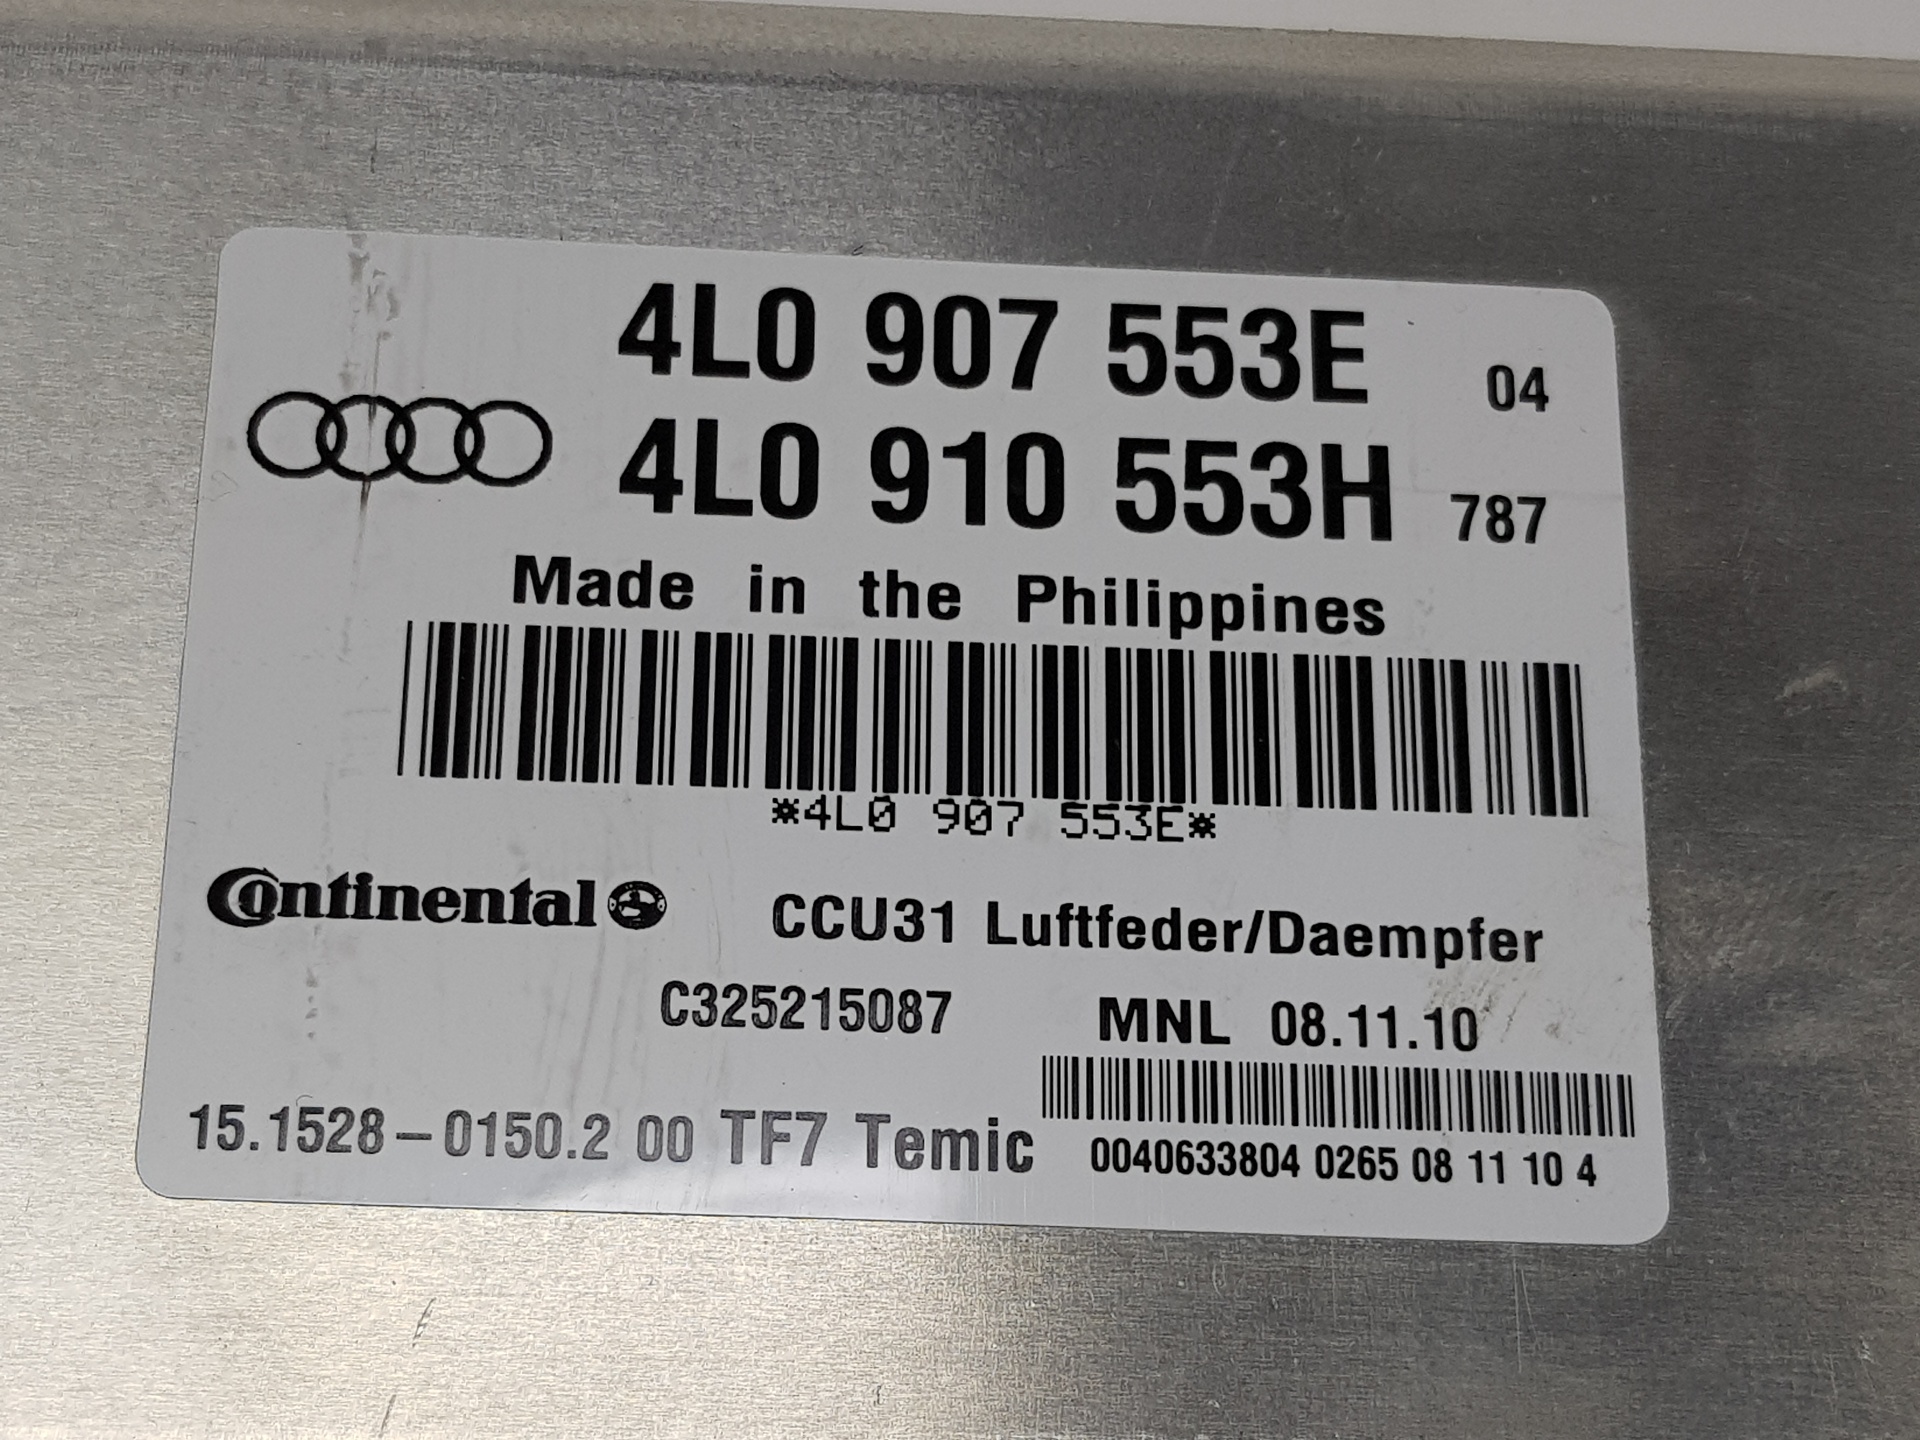 4L0 907 553E 04
4L0 910 553H 787
Made in the Philippines
*4L0 907 553E*
Continental CCU31 Luftfeder/Daempfer
C325215087 MNL 08.11.10
15.1528-0150.2 00 TF7 Temic
0040633804 0265 08 11 10 4